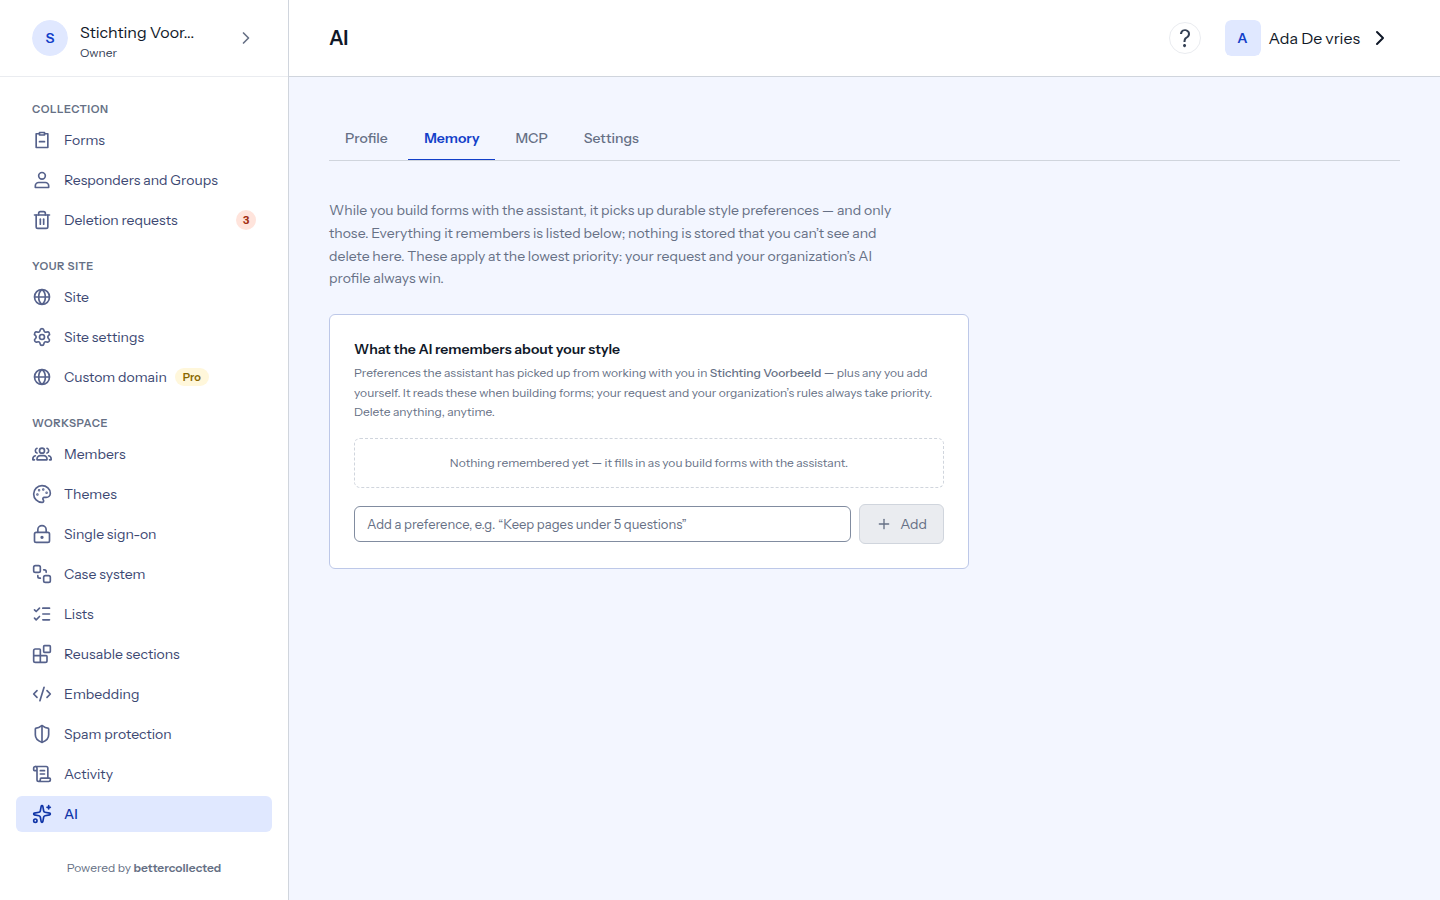 S
Stichting Voor...
Owner
AI
?
A
Ada De vries
COLLECTION
Forms
Responders and Groups
Deletion requests
3
YOUR SITE
Site
Site settings
Custom domain
Pro
WORKSPACE
Members
Themes
Single sign-on
Case system
Lists
Reusable sections
Embedding
Spam protection
Activity
AI
Powered by bettercollected
Profile
Memory
MCP
Settings
While you build forms with the assistant, it picks up durable style preferences — and only
those. Everything it remembers is listed below; nothing is stored that you can’t see and
delete here. These apply at the lowest priority: your request and your organization’s AI
profile always win.
What the AI remembers about your style
Preferences the assistant has picked up from working with you in Stichting Voorbeeld — plus any you add
yourself. It reads these when building forms; your request and your organization’s rules always take priority.
Delete anything, anytime.
Nothing remembered yet — it fills in as you build forms with the assistant.
Add a preference, e.g. “Keep pages under 5 questions”
Add